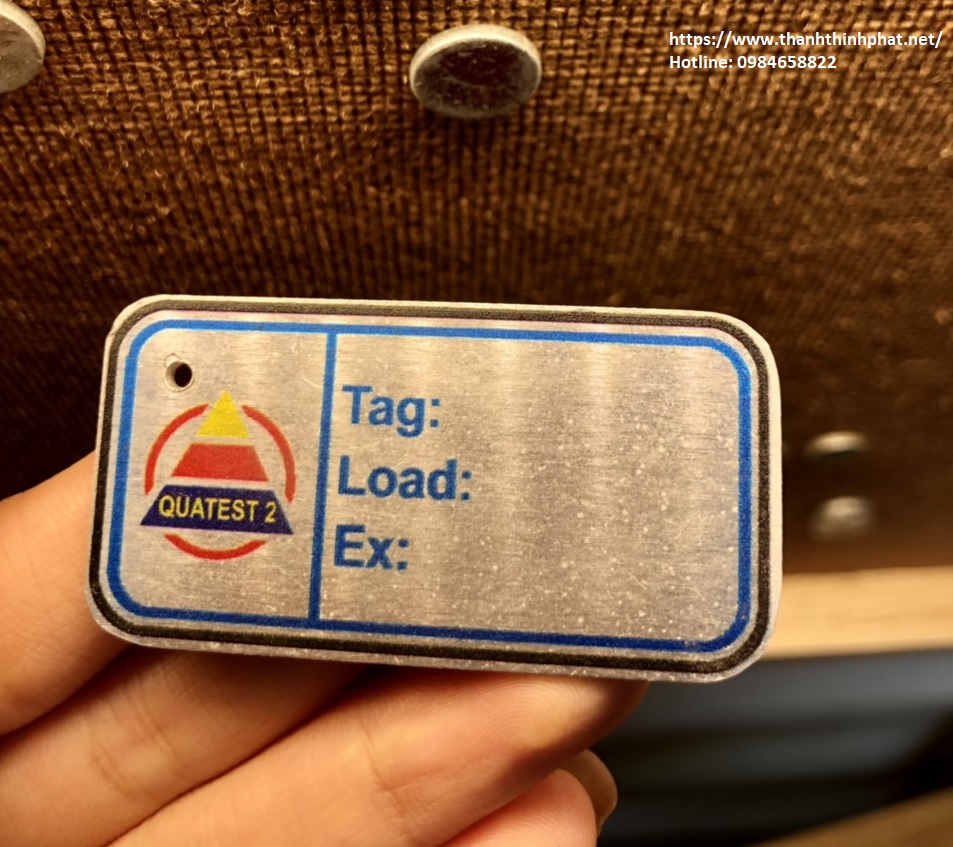 https://www.thanhthinhphat.net/
Hotline: 0984658822
Tag:
Load:
Ex:
QUATEST 2